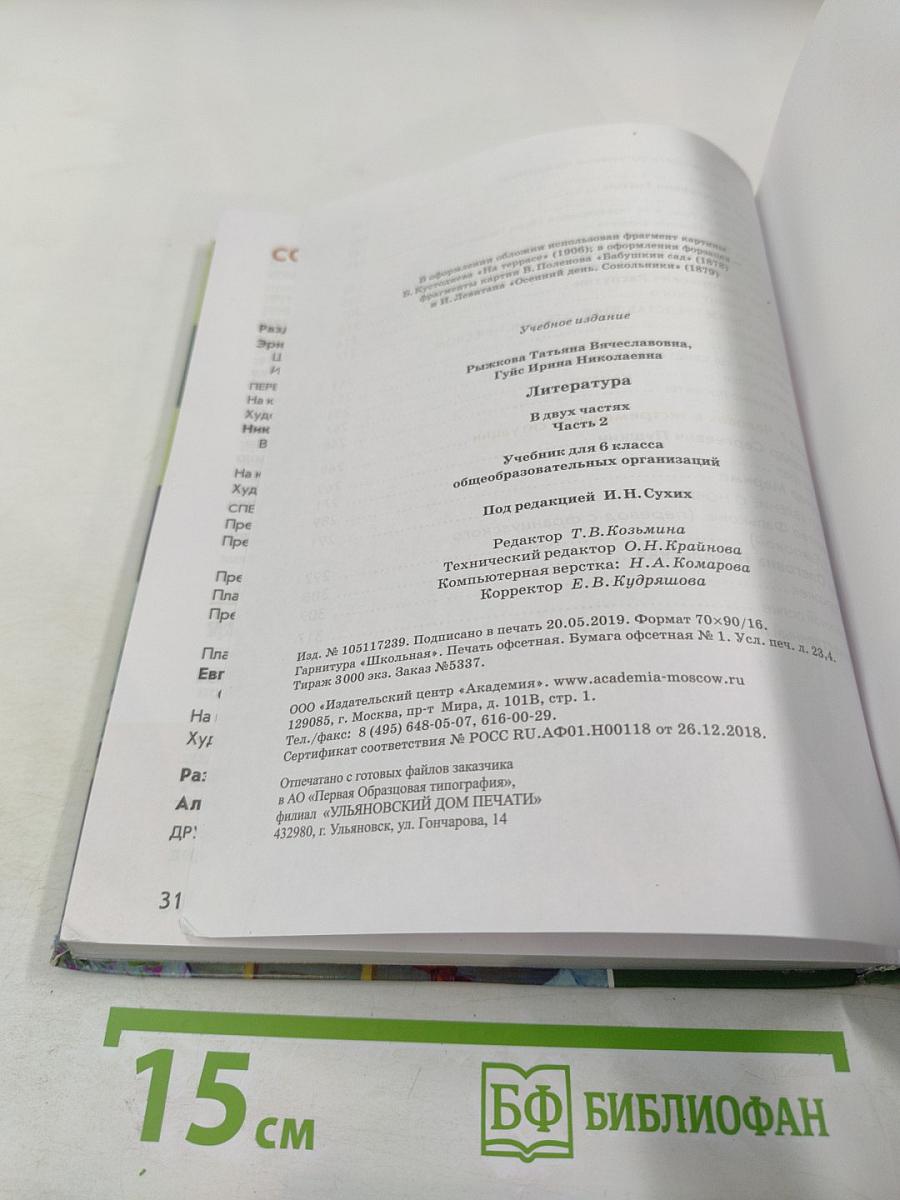 В оформлении обложки использован фрагмент картины
Б. Кустодиева «На террасе» (1906); в оформлении форзацев —
фрагменты картин В. Поленова «Бабушкин сад» (1878)
и И. Левитана «Осенний день. Сокольники» (1879)
Учебное издание
Рыжкова Татьяна Вячеславовна,
Гуйс Ирина Николаевна
Литература
В двух частях
Часть 2
Учебник для 6 класса
общеобразовательных организаций
Под редакцией И. Н. Сухих
Редактор Т. В. Козьмина
Технический редактор О. Н. Крайнова
Компьютерная верстка: Н. А. Комарова
Корректор Е. В. Кудряшова
Изд. № 105117239. Подписано в печать 20.05.2019. Формат 70×90/16.
Гарнитура «Школьная». Печать офсетная. Бумага офсетная № 1. Усл. печ. л. 23,4.
Тираж 3000 экз. Заказ №5337.
ООО «Издательский центр «Академия». www.academia-moscow.ru
129085, г. Москва, пр-т Мира, д. 101В, стр. 1.
Тел./факс: 8 (495) 648-05-07, 616-00-29.
Сертификат соответствия № РОСС RU.АФ01.Н00118 от 26.12.2018.
Отпечатано с готовых файлов заказчика
в АО «Первая Образцовая типография»,
филиал «УЛЬЯНОВСКИЙ ДОМ ПЕЧАТИ»
432980, г. Ульяновск, ул. Гончарова, 14
31
15 см
БФ БИБЛИОФАН